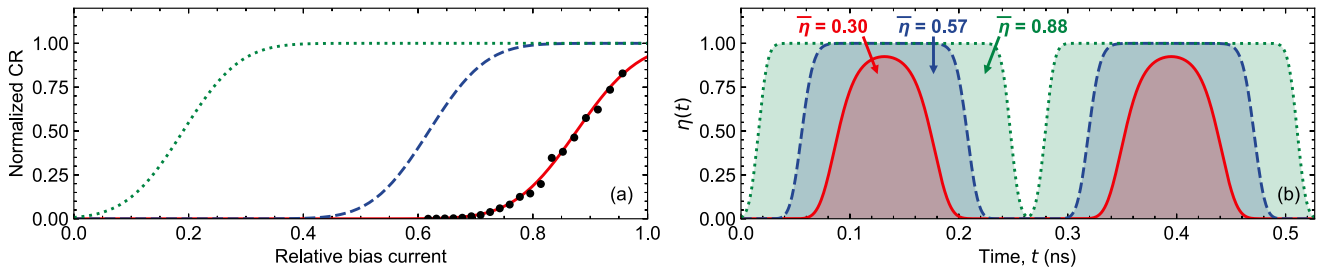 Normalized CR
1.00
0.75
0.50
0.25
0.00
0.0 0.2 0.4 0.6 0.8 1.0
Relative bias current
(a)
η(t)
1.00
0.75
0.50
0.25
0.00
η̅ = 0.30 η̅ = 0.57 η̅ = 0.88
0.0 0.1 0.2 0.3 0.4 0.5
Time, t (ns)
(b)